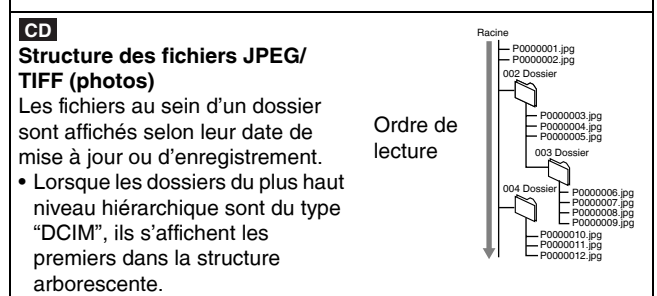 CD
Structure des fichiers JPEG/
TIFF (photos)
Les fichiers au sein d’un dossier
sont affichés selon leur date de
mise à jour ou d’enregistrement.
• Lorsque les dossiers du plus haut
niveau hiérarchique sont du type
“DCIM”, ils s’affichent les
premiers dans la structure
arborescente.
Ordre de
lecture
Racine
P0000001.jpg
P0000002.jpg
002 Dossier
P0000003.jpg
P0000004.jpg
P0000005.jpg
003 Dossier
P0000006.jpg
P0000007.jpg
P0000008.jpg
P0000009.jpg
004 Dossier
P0000010.jpg
P0000011.jpg
P0000012.jpg